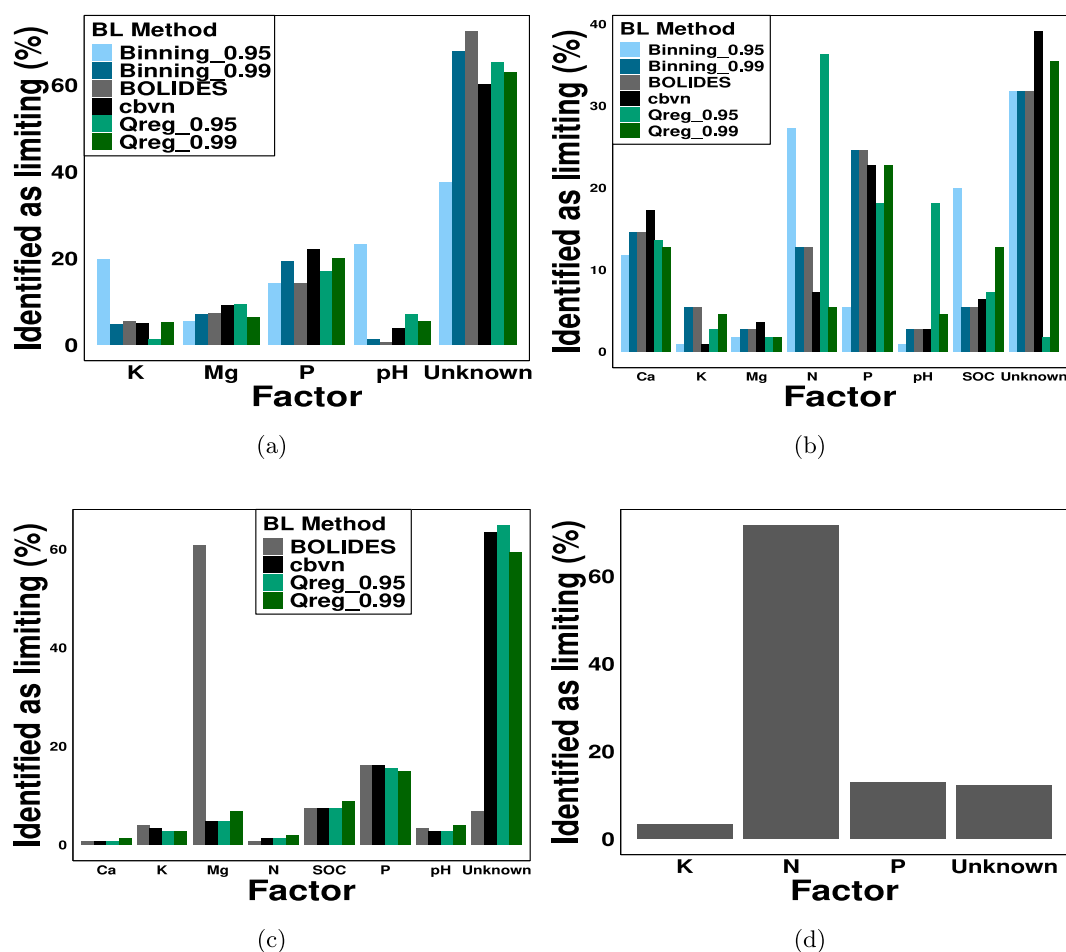 BL Method
Binning_0.95
Binning_0.99
BOLIDES
cbvn
Qreg_0.95
Qreg_0.99
Identified as limiting (%)
60
40
20
0
K Mg P pH Unknown
Factor
(a)
BL Method
Binning_0.95
Binning_0.99
BOLIDES
cbvn
Qreg_0.95
Qreg_0.99
Identified as limiting (%)
40
30
20
10
0
Ca K Mg N P pH SOC Unknown
Factor
(b)
BL Method
BOLIDES
cbvn
Qreg_0.95
Qreg_0.99
Identified as limiting (%)
60
40
20
0
Ca K Mg N SOC P pH Unknown
Factor
(c)
Identified as limiting (%)
60
40
20
0
K N P Unknown
Factor
(d)